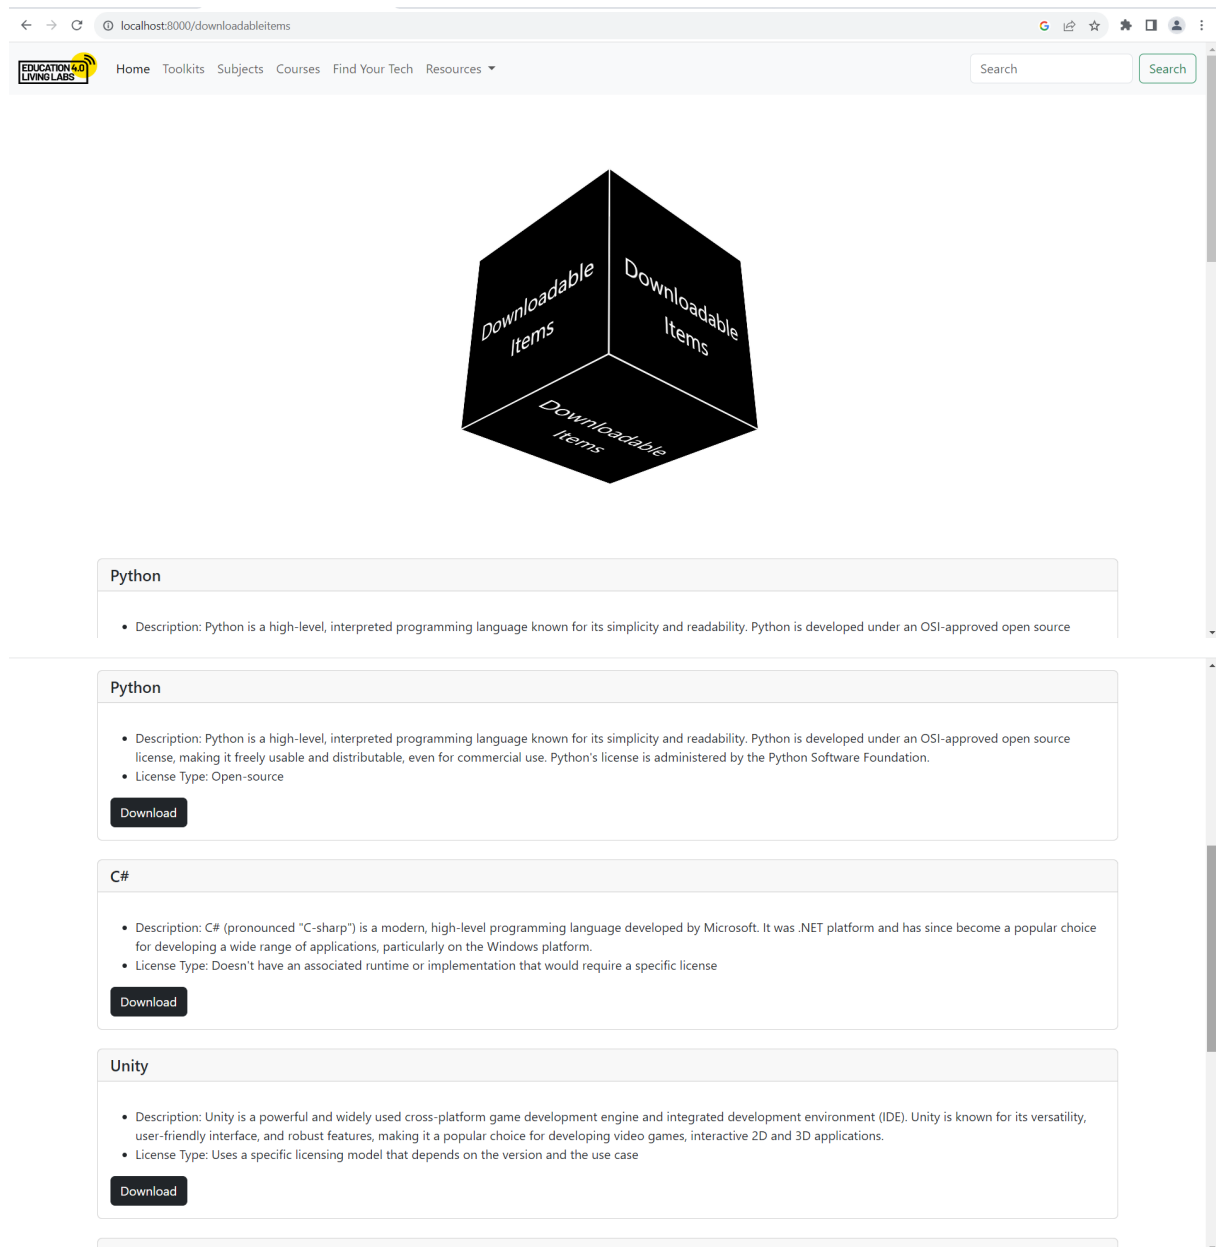 localhost:8000/downloadableitems
EDUCATION 4.0
LIVING LABS
Home Toolkits Subjects Courses Find Your Tech Resources
Search
Search
Downloadable
Items
Downloadable
Items
Downloadable
Items
Python
• Description: Python is a high-level, interpreted programming language known for its simplicity and readability. Python is developed under an OSI-approved open source
Python
• Description: Python is a high-level, interpreted programming language known for its simplicity and readability. Python is developed under an OSI-approved open source
license, making it freely usable and distributable, even for commercial use. Python's license is administered by the Python Software Foundation.
• License Type: Open-source
Download
C#
• Description: C# (pronounced "C-sharp") is a modern, high-level programming language developed by Microsoft. It was .NET platform and has since become a popular choice
for developing a wide range of applications, particularly on the Windows platform.
• License Type: Doesn't have an associated runtime or implementation that would require a specific license
Download
Unity
• Description: Unity is a powerful and widely used cross-platform game development engine and integrated development environment (IDE). Unity is known for its versatility,
user-friendly interface, and robust features, making it a popular choice for developing video games, interactive 2D and 3D applications.
• License Type: Uses a specific licensing model that depends on the version and the use case
Download